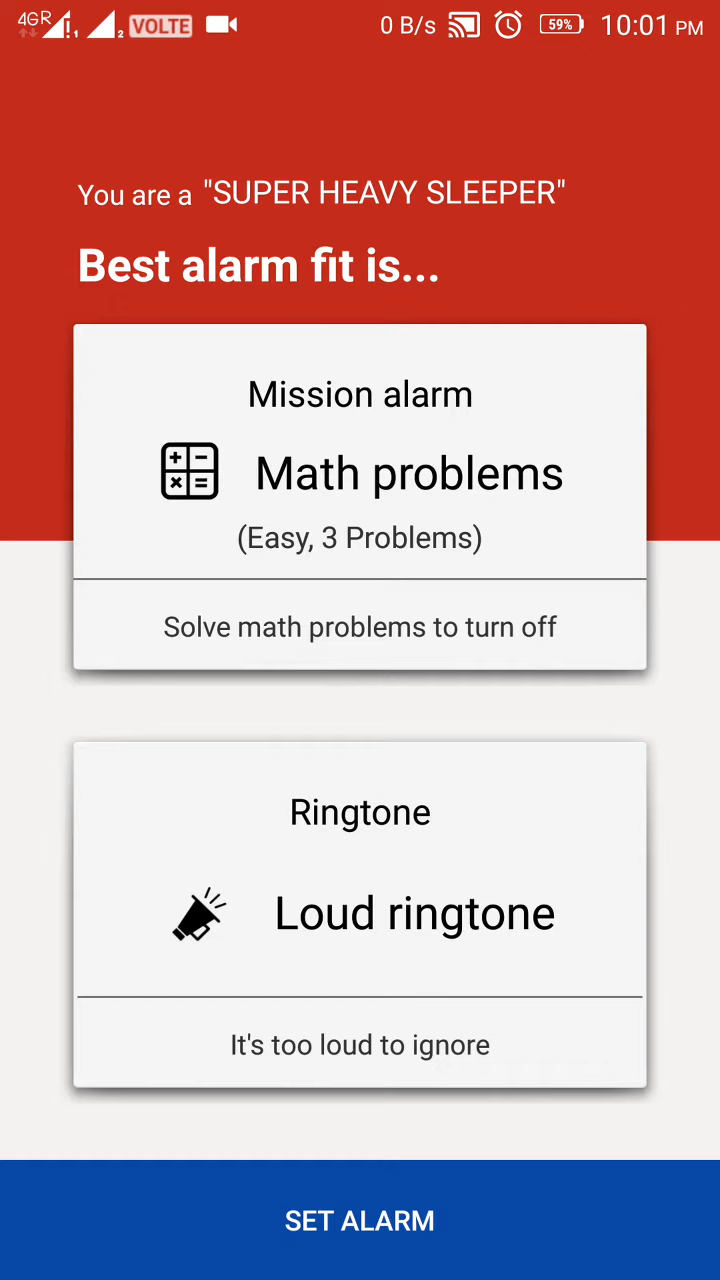 4GR 1 2 VOLTE 0 B/s 59% 10:01 PM
You are a "SUPER HEAVY SLEEPER"
Best alarm fit is...
Mission alarm
Math problems
(Easy, 3 Problems)
Solve math problems to turn off
Ringtone
Loud ringtone
It's too loud to ignore
SET ALARM